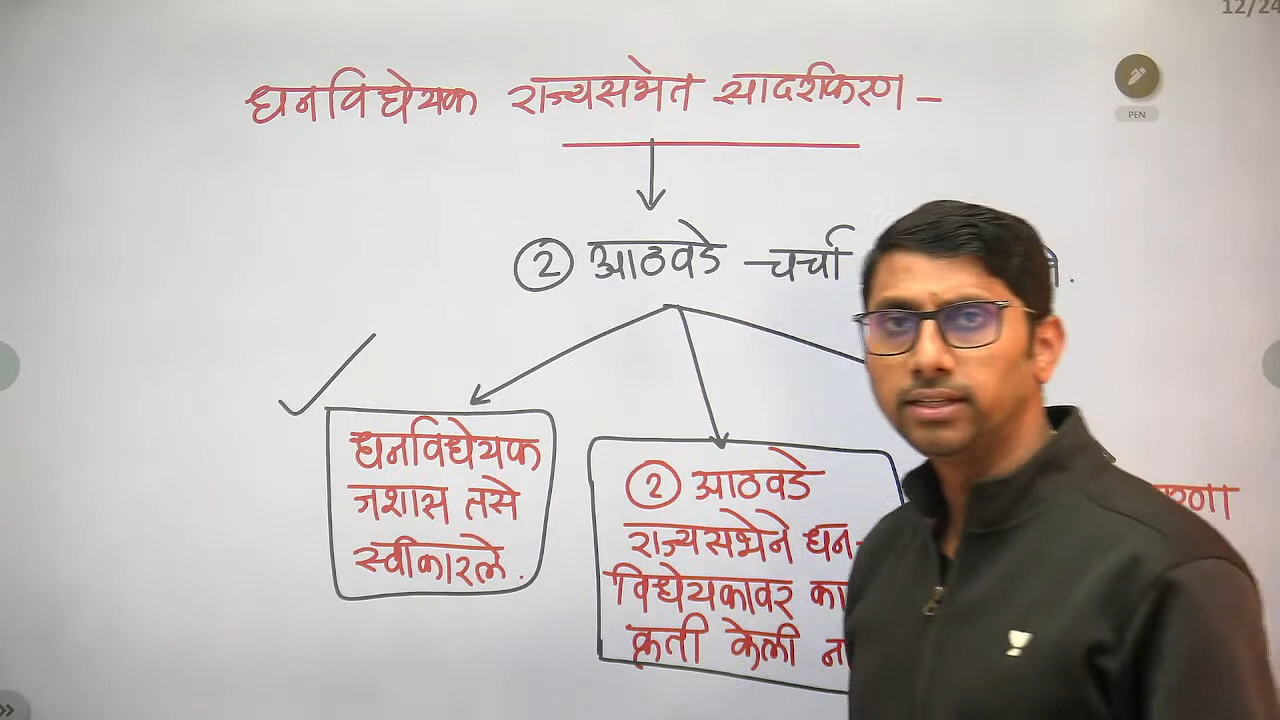 12/24
धनविधेयक राज्यसभेत सादरीकरण –
PEN
② आठवडे – चर्चा
धनविधेयक
जशास तसे
स्वीकारले.
② आठवडे
राज्यसभेने धन-
विधेयकावर का
कृती केली ना
रणा